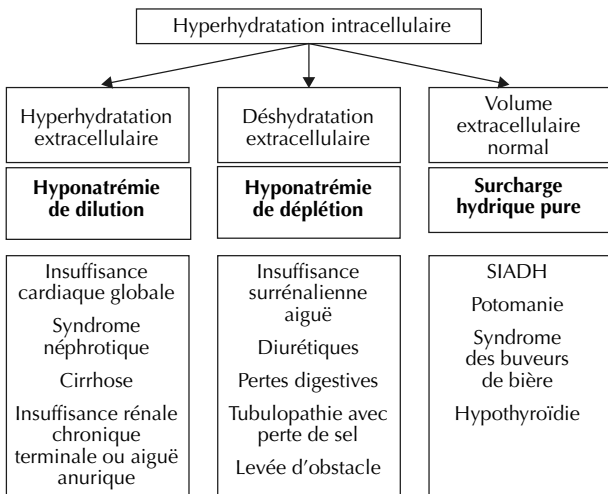 Hyperhydratation intracellulaire
Hyperhydratation
extracellulaire
Hyponatrémie
de dilution
Insuffisance
cardiaque globale
Syndrome
néphrotique
Cirrhose
Insuffisance rénale
chronique
terminale ou aiguë
anurique
Déshydratation
extracellulaire
Hyponatrémie
de déplétion
Insuffisance
surrénalienne
aiguë
Diurétiques
Pertes digestives
Tubulopathie avec
perte de sel
Levée d'obstacle
Volume
extracellulaire
normal
Surcharge
hydrique pure
SIADH
Potomanie
Syndrome
des buveurs
de bière
Hypothyroïdie